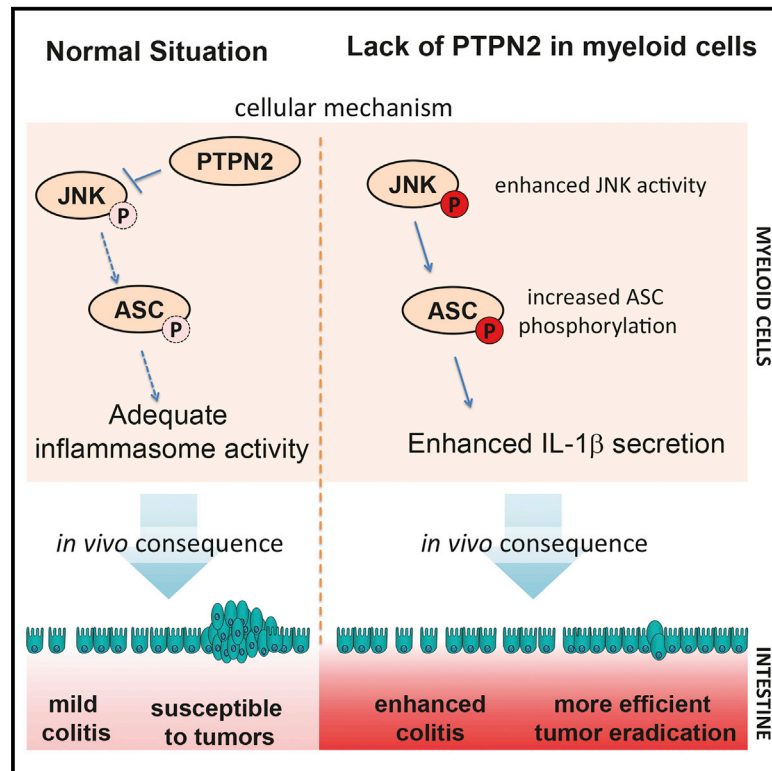 Normal Situation
Lack of PTPN2 in myeloid cells
cellular mechanism
PTPN2
JNK
P
ASC
P
Adequate
inflammasome activity
JNK
P
enhanced JNK activity
ASC
P
increased ASC
phosphorylation
Enhanced IL-1β secretion
MYELOID CELLS
in vivo consequence
in vivo consequence
mild
colitis
susceptible
to tumors
enhanced
colitis
more efficient
tumor eradication
INTESTINE